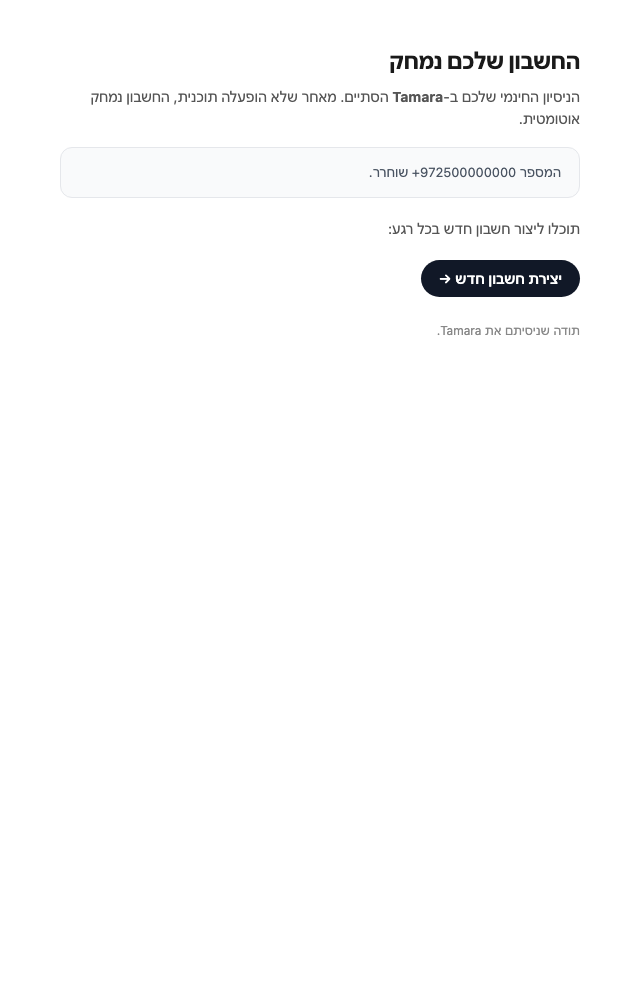 החשבון שלכם נמחק
הניסיון החינמי שלכם ב-Tamara הסתיים. מאחר שלא הופעלה תוכנית, החשבון נמחק
אוטומטית.
המספר 972500000000+ שוחרר.
תוכלו ליצור חשבון חדש בכל רגע:
יצירת חשבון חדש →
תודה שניסיתם את Tamara.